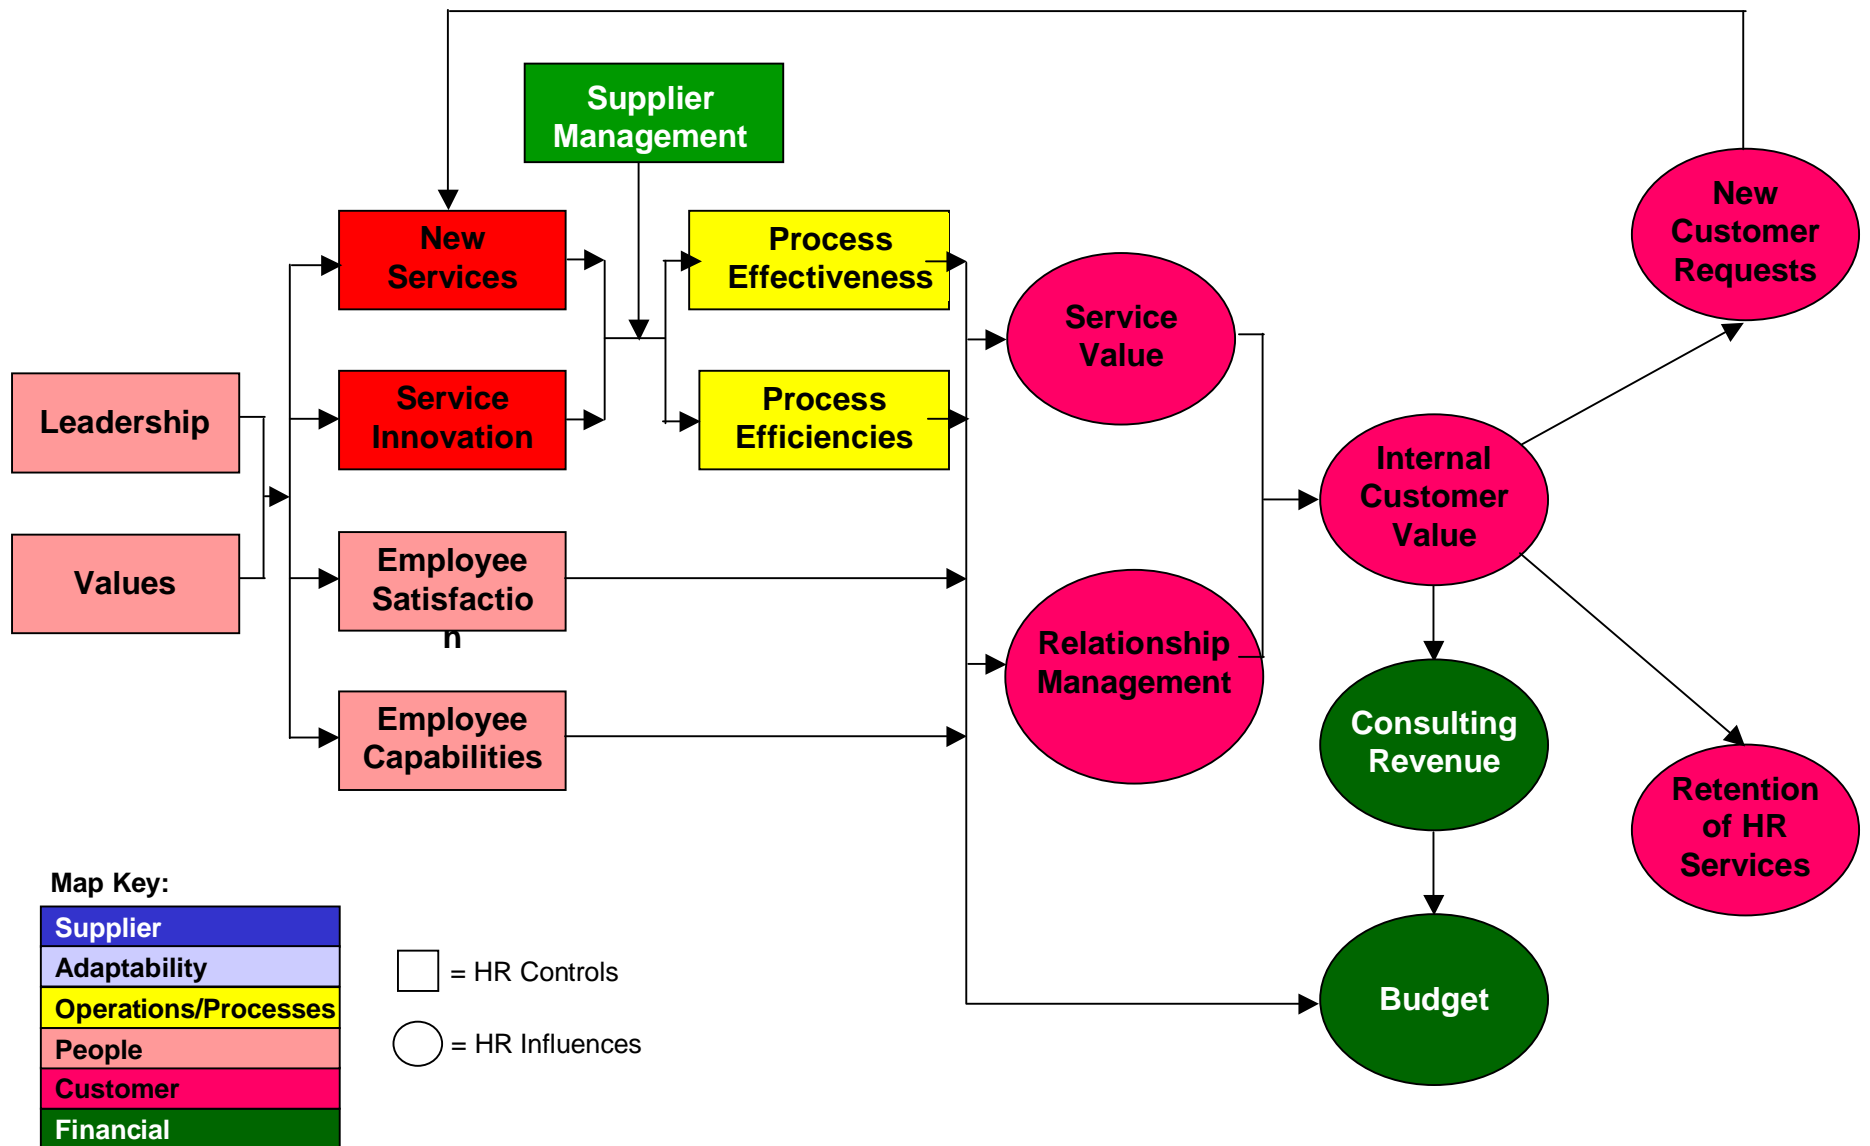 Supplier
Management
New
Services
Process
Effectiveness
New
Customer
Requests
Service
Value
Leadership
Service
Innovation
Process
Efficiencies
Internal
Customer
Value
Values
Employee
Satisfactio
n
Relationship
Management
Employee
Capabilities
Consulting
Revenue
Retention
of HR
Services
Budget
Map Key:
Supplier
Adaptability
Operations/Processes
People
Customer
Financial
= HR Controls
= HR Influences